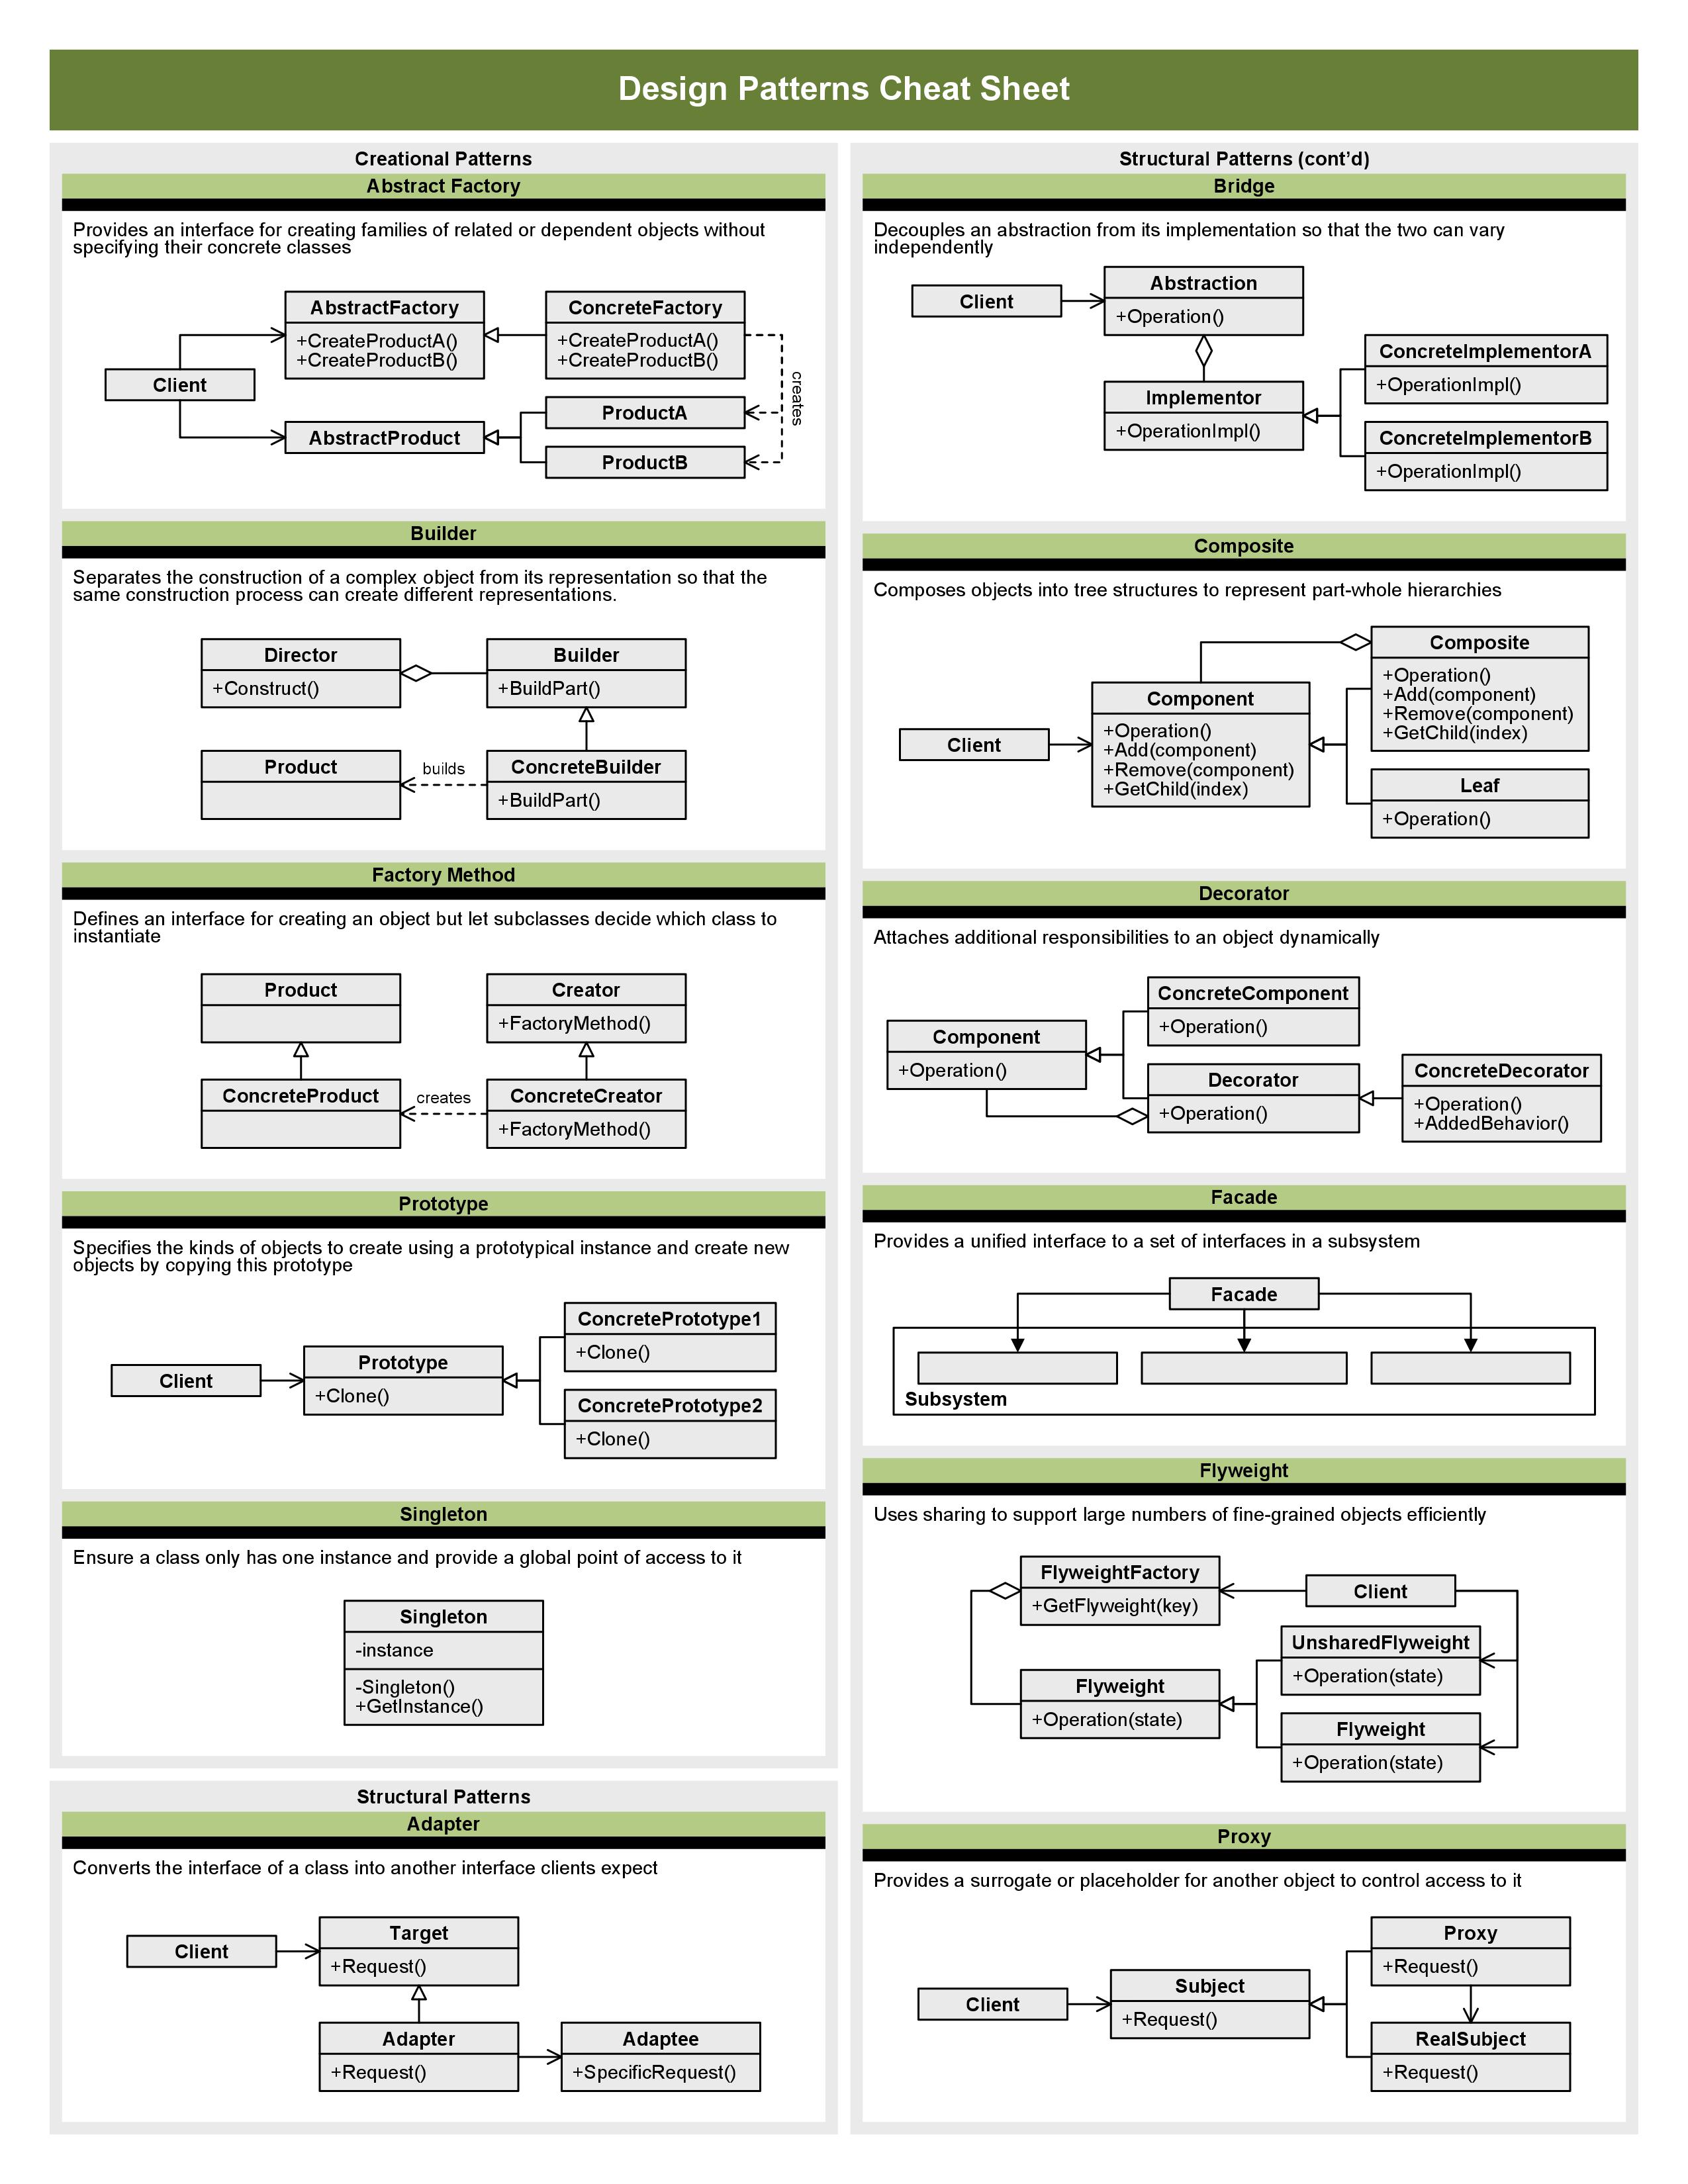 Design Patterns Cheat Sheet
Creational Patterns
Abstract Factory
Provides an interface for creating families of related or dependent objects without
specifying their concrete classes
AbstractFactory
+CreateProductA()
+CreateProductB()
ConcreteFactory
+CreateProductA()
+CreateProductB()
Client
creates
AbstractProduct
ProductA
ProductB
Builder
Separates the construction of a complex object from its representation so that the
same construction process can create different representations.
Director
+Construct()
Builder
+BuildPart()
Product
builds
ConcreteBuilder
+BuildPart()
Factory Method
Defines an interface for creating an object but let subclasses decide which class to
instantiate
Product
Creator
+FactoryMethod()
ConcreteProduct
creates
ConcreteCreator
+FactoryMethod()
Prototype
Specifies the kinds of objects to create using a prototypical instance and create new
objects by copying this prototype
Client
Prototype
+Clone()
ConcretePrototype1
+Clone()
ConcretePrototype2
+Clone()
Singleton
Ensure a class only has one instance and provide a global point of access to it
Singleton
-instance
-Singleton()
+GetInstance()
Structural Patterns
Adapter
Converts the interface of a class into another interface clients expect
Client
Target
+Request()
Adapter
+Request()
Adaptee
+SpecificRequest()
Structural Patterns (cont’d)
Bridge
Decouples an abstraction from its implementation so that the two can vary
independently
Client
Abstraction
+Operation()
Implementor
+OperationImpl()
ConcreteImplementorA
+OperationImpl()
ConcreteImplementorB
+OperationImpl()
Composite
Composes objects into tree structures to represent part-whole hierarchies
Client
Component
+Operation()
+Add(component)
+Remove(component)
+GetChild(index)
Composite
+Operation()
+Add(component)
+Remove(component)
+GetChild(index)
Leaf
+Operation()
Decorator
Attaches additional responsibilities to an object dynamically
Component
+Operation()
ConcreteComponent
+Operation()
Decorator
+Operation()
ConcreteDecorator
+Operation()
+AddedBehavior()
Facade
Provides a unified interface to a set of interfaces in a subsystem
Facade
Subsystem
Flyweight
Uses sharing to support large numbers of fine-grained objects efficiently
FlyweightFactory
+GetFlyweight(key)
Client
UnsharedFlyweight
+Operation(state)
Flyweight
+Operation(state)
Flyweight
+Operation(state)
Proxy
Provides a surrogate or placeholder for another object to control access to it
Client
Subject
+Request()
Proxy
+Request()
RealSubject
+Request()